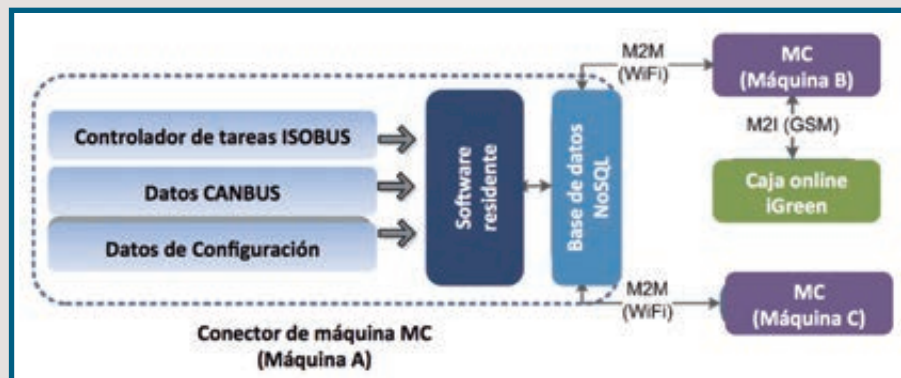 Controlador de tareas ISOBUS
Datos CANBUS
Datos de Configuración
Software
residente
Base de datos
NoSQL
M2M
(WiFi)
MC
(Máquina B)
M2I (GSM)
Caja online
iGreen
M2M
(WiFi)
MC
(Máquina C)
Conector de máquina MC
(Máquina A)